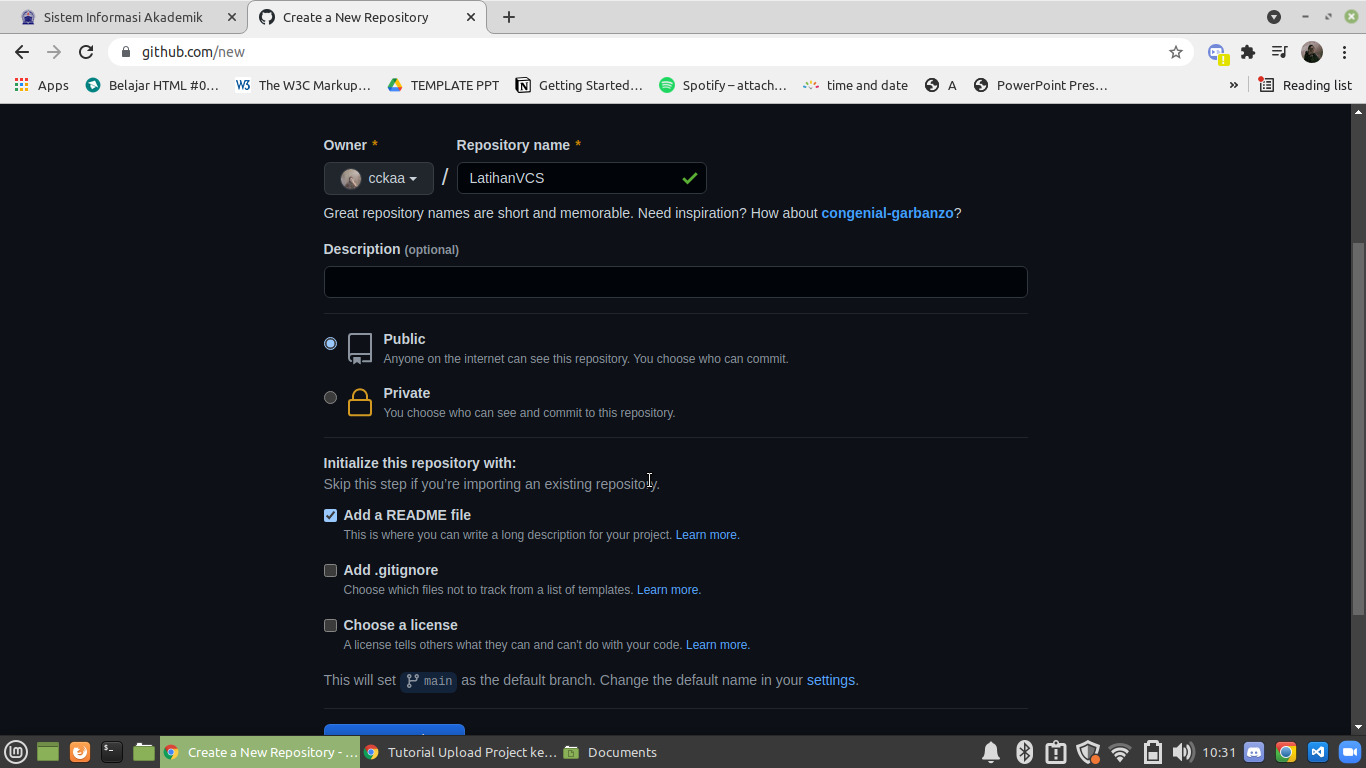 Sistem Informasi Akademik
Create a New Repository
github.com/new
Apps
Belajar HTML #0...
W3
The W3C Markup...
TEMPLATE PPT
Getting Started...
Spotify – attach...
time and date
A
PowerPoint Pres...
»
Reading list
Owner *
Repository name *
cckaa
/
LatihanVCS
Great repository names are short and memorable. Need inspiration? How about congenial-garbanzo?
Description (optional)
Public
Anyone on the internet can see this repository. You choose who can commit.
Private
You choose who can see and commit to this repository.
Initialize this repository with:
Skip this step if you're importing an existing repository.
Add a README file
This is where you can write a long description for your project. Learn more.
Add .gitignore
Choose which files not to track from a list of templates. Learn more.
Choose a license
A license tells others what they can and can't do with your code. Learn more.
This will set main as the default branch. Change the default name in your settings.
Create a New Repository - ...
Tutorial Upload Project ke...
Documents
10:31